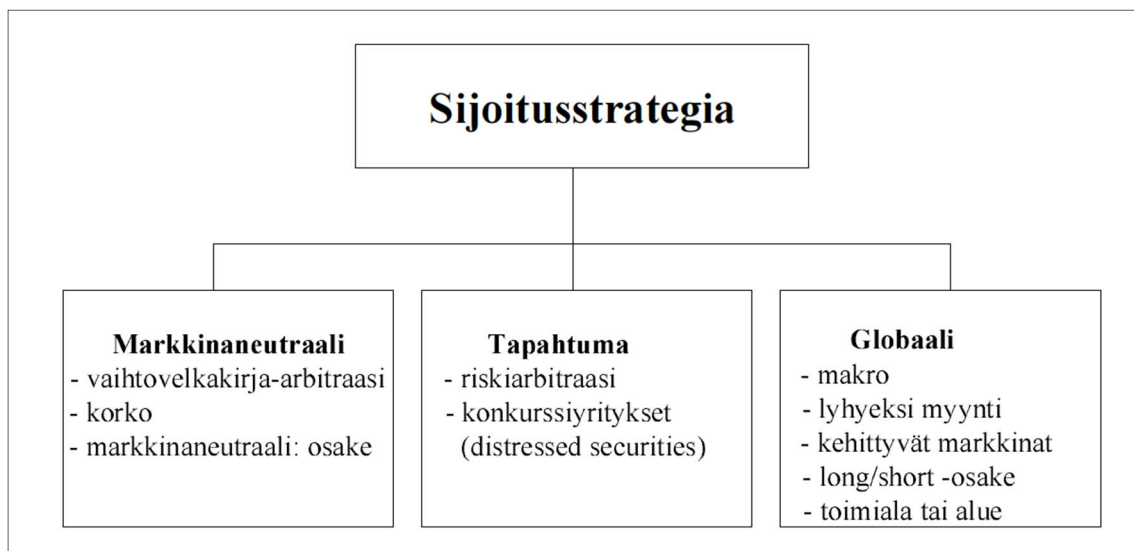 Sijoitusstrategia
Markkinaneutraali
- vaihtovelkakirja-arbitraasi
- korko
- markkinaneutraali: osake
Tapahtuma
- riskiarbitraasi
- konkurssiyritykset
(distressed securities)
Globaali
- makro
- lyhyeksi myynti
- kehittyvät markkinat
- long/short -osake
- toimiala tai alue